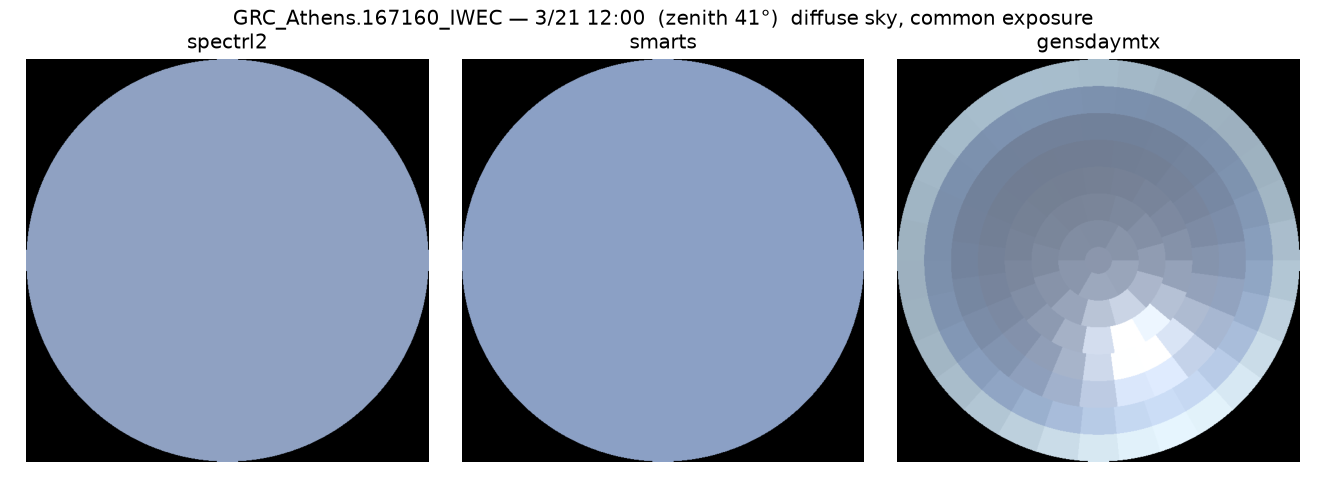 GRC_Athens.167160_IWEC — 3/21 12:00  (zenith 41°)  diffuse sky, common exposure
spectrl2
smarts
gensdaymtx